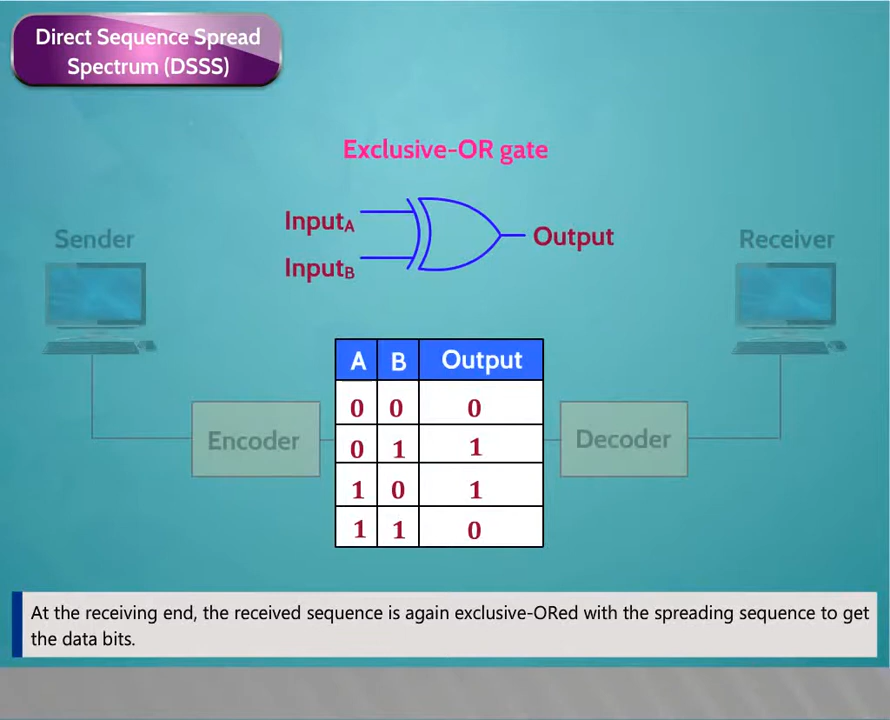 Direct Sequence Spread
Spectrum (DSSS)
Exclusive-OR gate
InputA
InputB
Output
Sender
Receiver
Encoder
Decoder
A B Output
0 0 0
0 1 1
1 0 1
1 1 0
At the receiving end, the received sequence is again exclusive-ORed with the spreading sequence to get
the data bits.